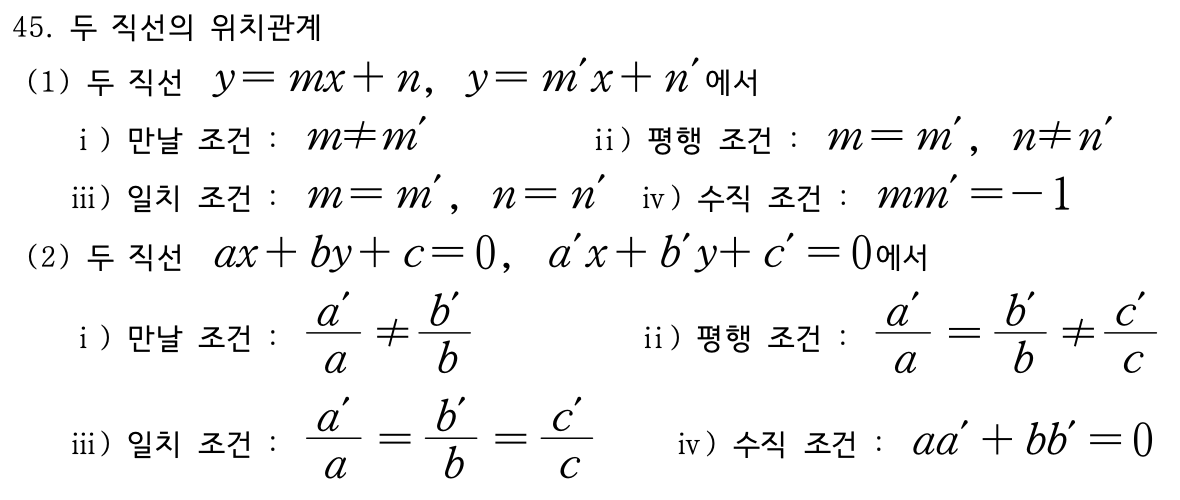 45. 두 직선의 위치관계
(1) 두 직선 y = mx + n, y = m′x + n′에서
ⅰ) 만날 조건 : m ≠ m′ ⅱ) 평행 조건 : m = m′, n ≠ n′
ⅲ) 일치 조건 : m = m′, n = n′ ⅳ) 수직 조건 : mm′ = −1
(2) 두 직선 ax + by + c = 0, a′x + b′y + c′ = 0에서
ⅰ) 만날 조건 : a′/a ≠ b′/b ⅱ) 평행 조건 : a′/a = b′/b ≠ c′/c
ⅲ) 일치 조건 : a′/a = b′/b = c′/c ⅳ) 수직 조건 : aa′ + bb′ = 0